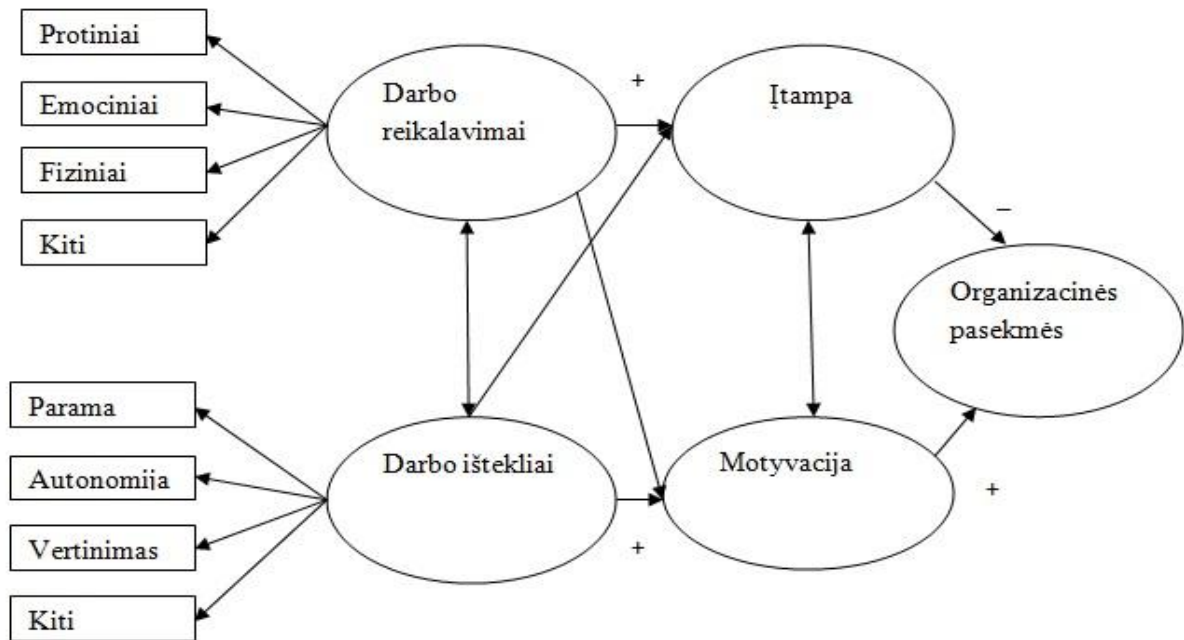 Protiniai
Emociniai
Fiziniai
Kiti
Darbo
reikalavimai
+
Įtampa
–
Organizacinės
pasekmės
Parama
Autonomija
Vertinimas
Kiti
Darbo ištekliai
+
Motyvacija
+